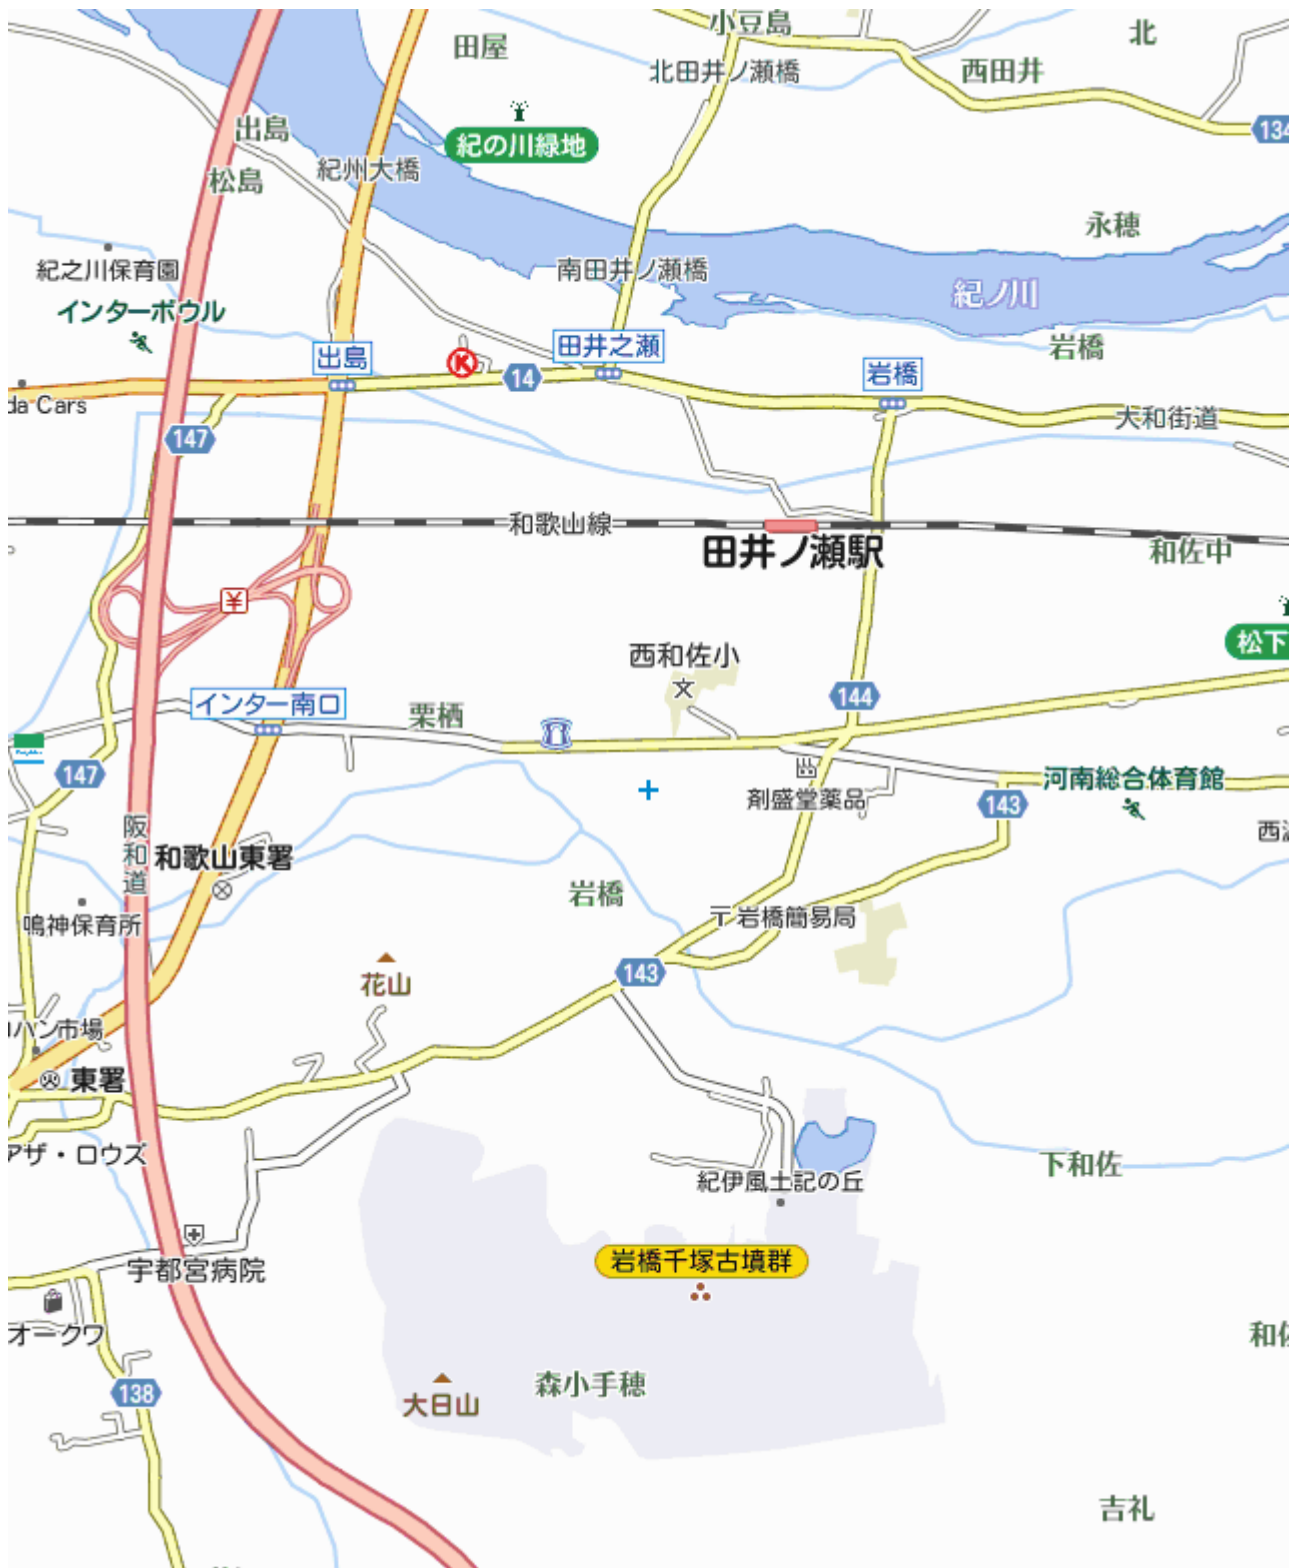 小豆島
北
田屋
北田井ノ瀬橋
西田井
134
出島
紀の川緑地
紀州大橋
松島
永穂
紀之川保育園
南田井ノ瀬橋
紀ノ川
インターボウル
出島
田井之瀬
岩橋
岩橋
K
14
da Cars
大和街道
147
和歌山線
田井ノ瀬駅
和佐中
¥
松下
西和佐小
文
144
インター南口
栗栖
147
河南総合体育館
剤盛堂薬品
143
阪和道
西
和歌山東署
岩橋
鳴神保育所
〒岩橋簡易局
143
花山
ハン市場
東署
アザ・ロウズ
下和佐
紀伊風土記の丘
宇都宮病院
岩橋千塚古墳群
オークワ
和佐
138
大日山
森小手穂
吉礼